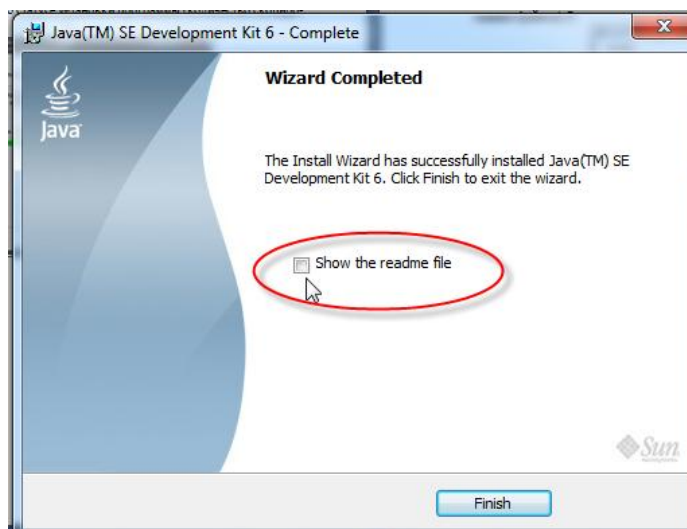 Java(TM) SE Development Kit 6 - Complete
Java
Wizard Completed
The Install Wizard has successfully installed Java(TM) SE
Development Kit 6. Click Finish to exit the wizard.
Show the readme file
Sun
Finish